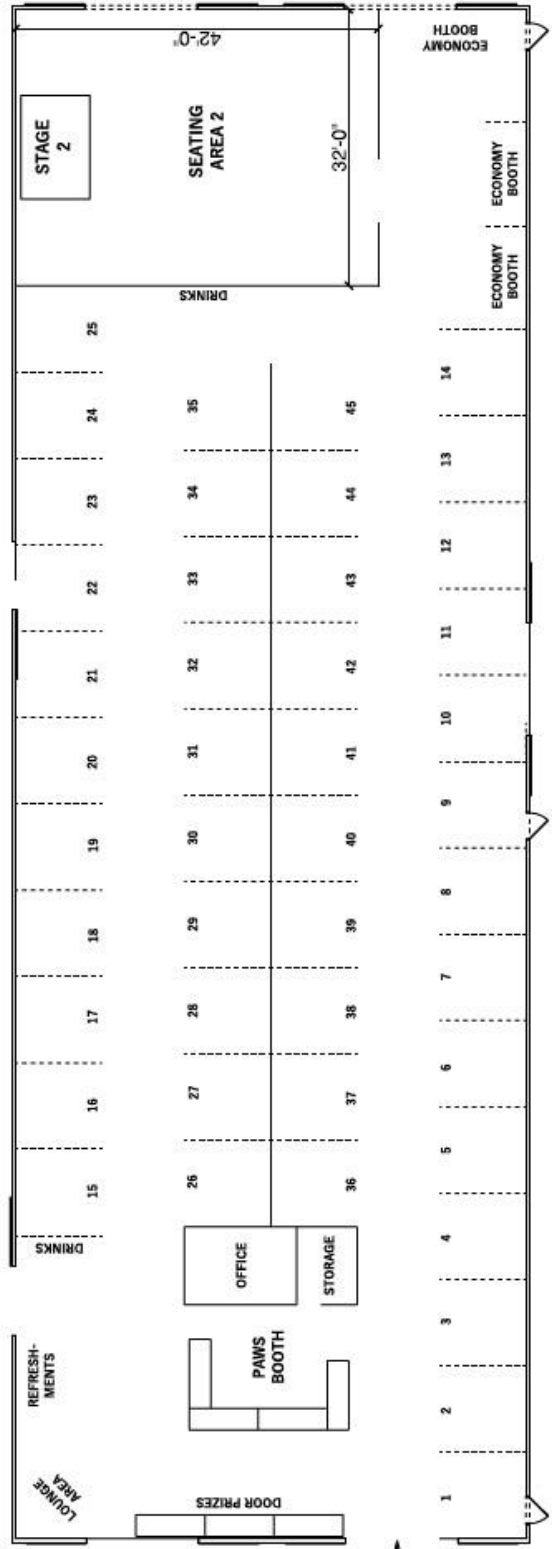 42'-0"
ECONOMY
BOOTH
STAGE
2
SEATING
AREA 2
32'-0"
ECONOMY
BOOTH
ECONOMY
BOOTH
DRINKS
25
24
23
22
21
20
19
18
17
16
15
35
34
33
32
31
30
29
28
27
26
45
44
43
42
41
40
39
38
37
36
14
13
12
11
10
9
8
7
6
5
4
3
2
1
DRINKS
OFFICE
STORAGE
REFRESH-
MENTS
PAWS
BOOTH
LOUNGE
AREA
DOOR PRIZES